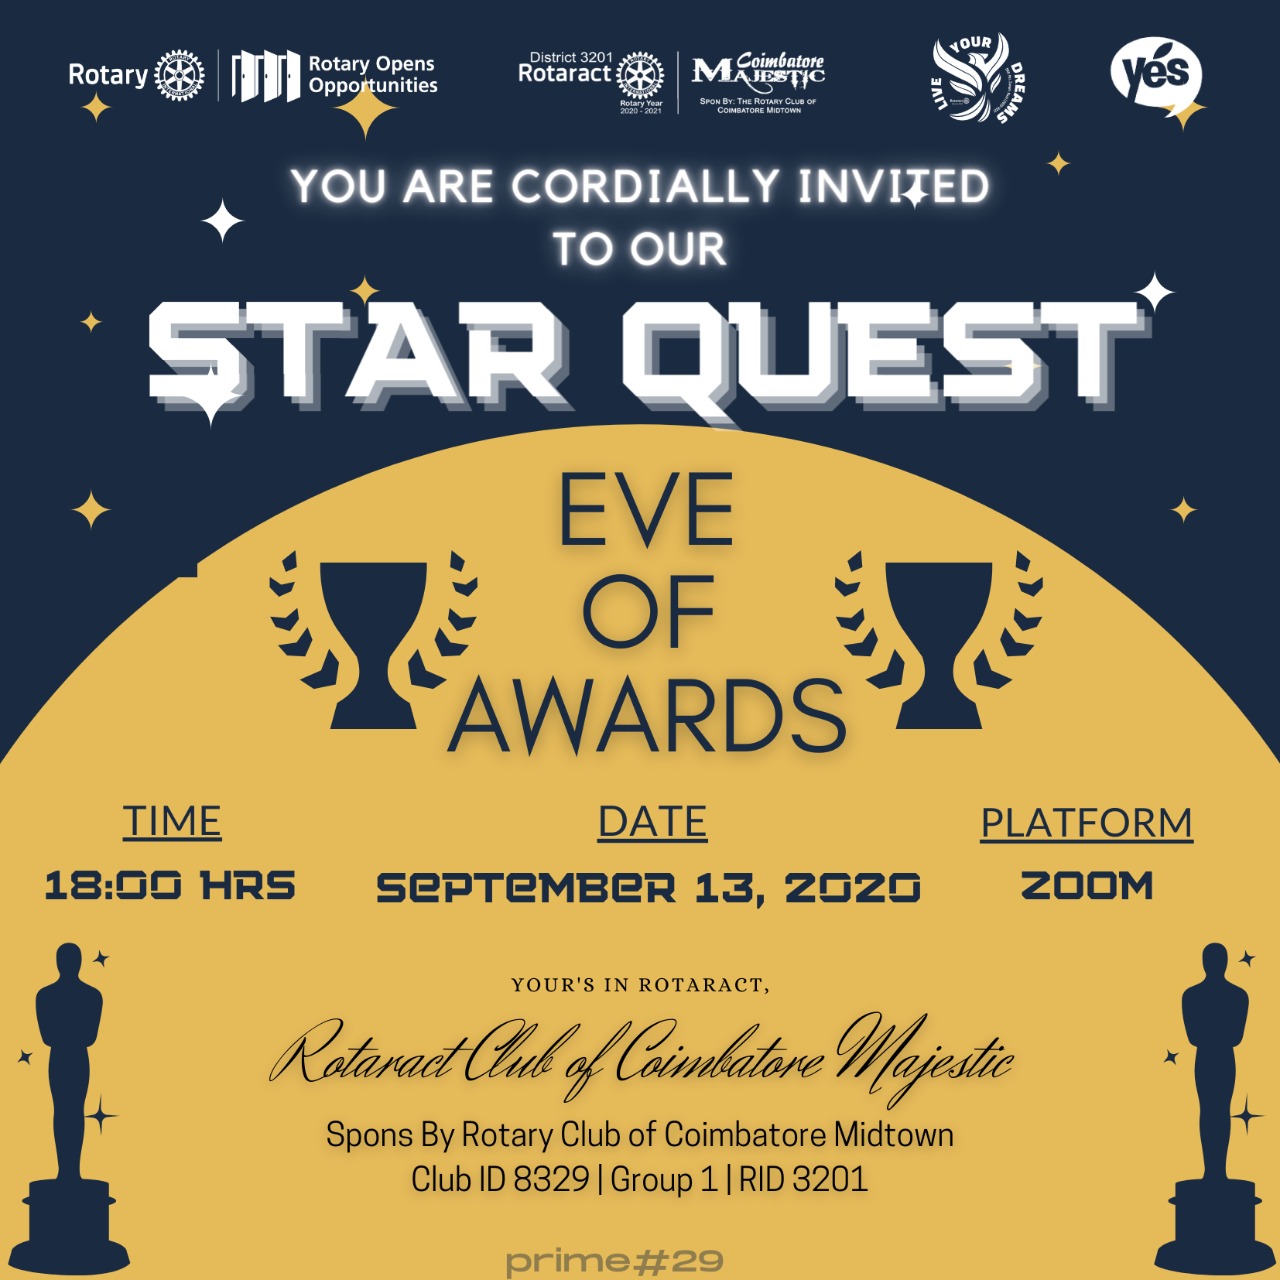 Rotary
Rotary Opens
Opportunities
District 3201
Rotaract
Rotary Year
2020 - 2021
Coimbatore
MAJESTIC
SPON BY: THE ROTARY CLUB OF
COIMBATORE MIDTOWN
LIVE YOUR DREAMS
yes
YOU ARE CORDIALLY INVITED
TO OUR
STAR QUEST
EVE
OF
AWARDS
TIME
DATE
PLATFORM
18:00 HRS
SEPTEMBER 13, 2020
ZOOM
YOUR'S IN ROTARACT,
Rotaract Club of Coimbatore Majestic
Spons By Rotary Club of Coimbatore Midtown
Club ID 8329 | Group 1 | RID 3201
prime#29